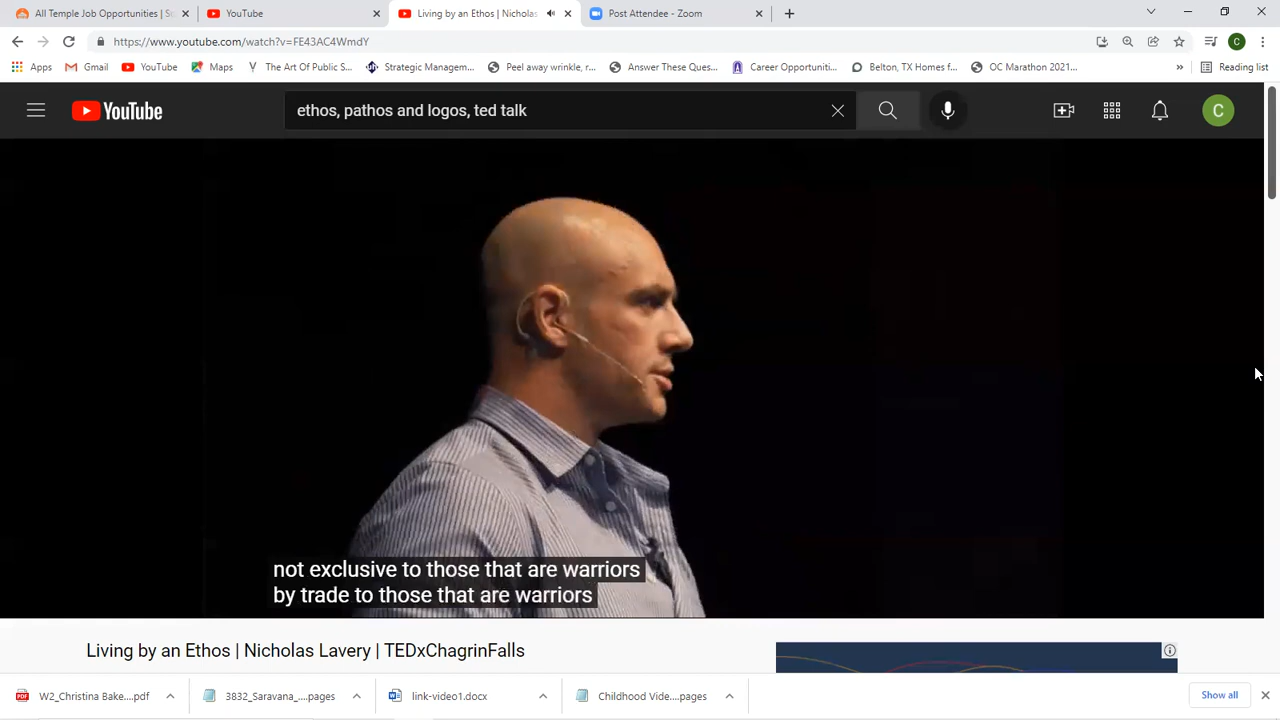 All Temple Job Opportunities | Sto
YouTube
Living by an Ethos | Nicholas
Post Attendee - Zoom
https://www.youtube.com/watch?v=FE43AC4WmdY
C
Apps
Gmail
YouTube
Maps
The Art Of Public S...
Strategic Managem...
Peel away wrinkle, r...
Answer These Que...
Career Opportuniti...
Belton, TX Homes f...
OC Marathon 2021...
»
Reading list
YouTube
ethos, pathos and logos, ted talk
C
not exclusive to those that are warriors
by trade to those that are warriors
Living by an Ethos | Nicholas Lavery | TEDxChagrinFalls
W2_Christina Bake....pdf
3832_Saravana_....pages
link-video1.docx
Childhood Vide....pages
Show all